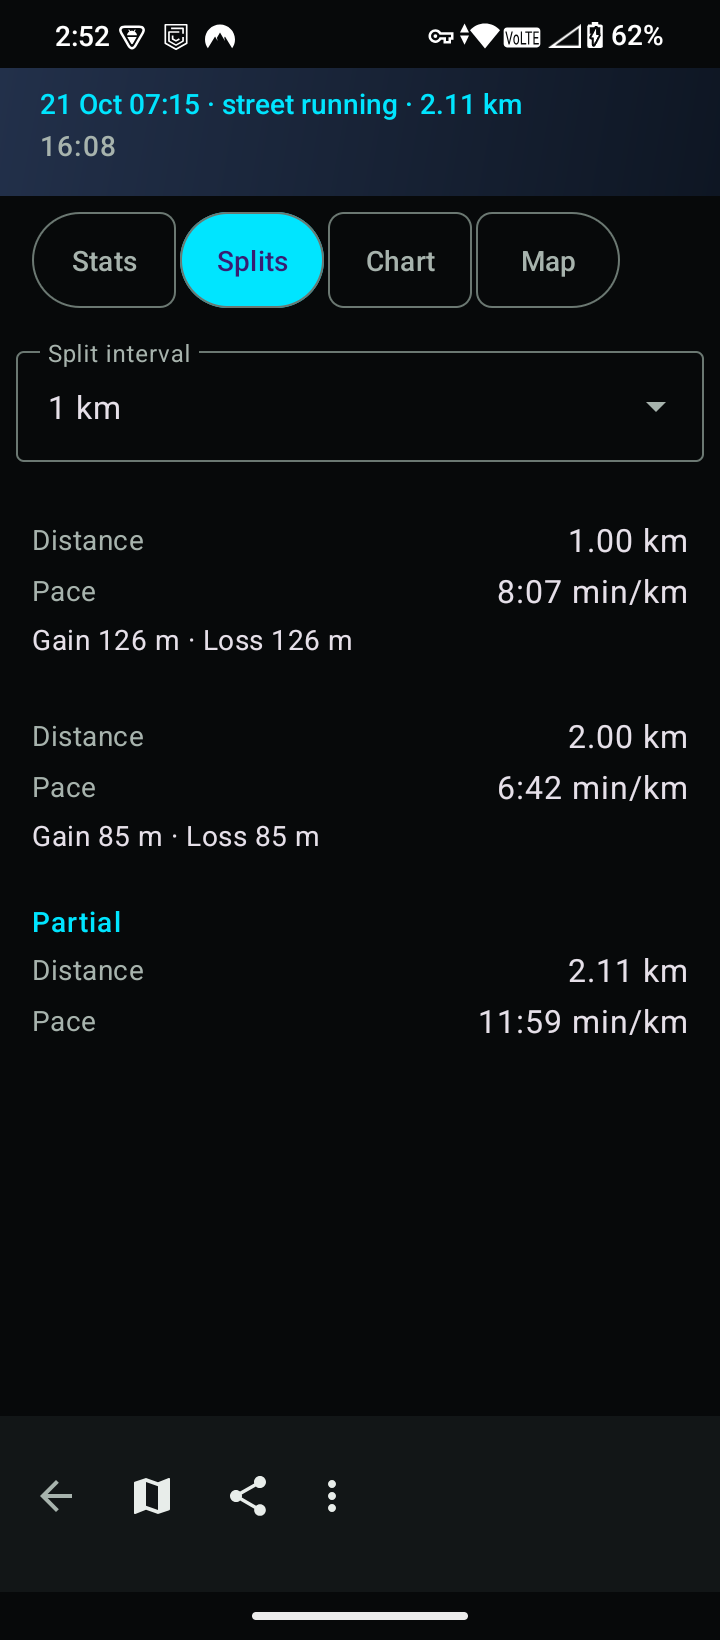 2:52 VoLTE 62%
21 Oct 07:15 · street running · 2.11 km
16:08
Stats Splits Chart Map
Split interval
1 km
Distance 1.00 km
Pace 8:07 min/km
Gain 126 m · Loss 126 m
Distance 2.00 km
Pace 6:42 min/km
Gain 85 m · Loss 85 m
Partial
Distance 2.11 km
Pace 11:59 min/km